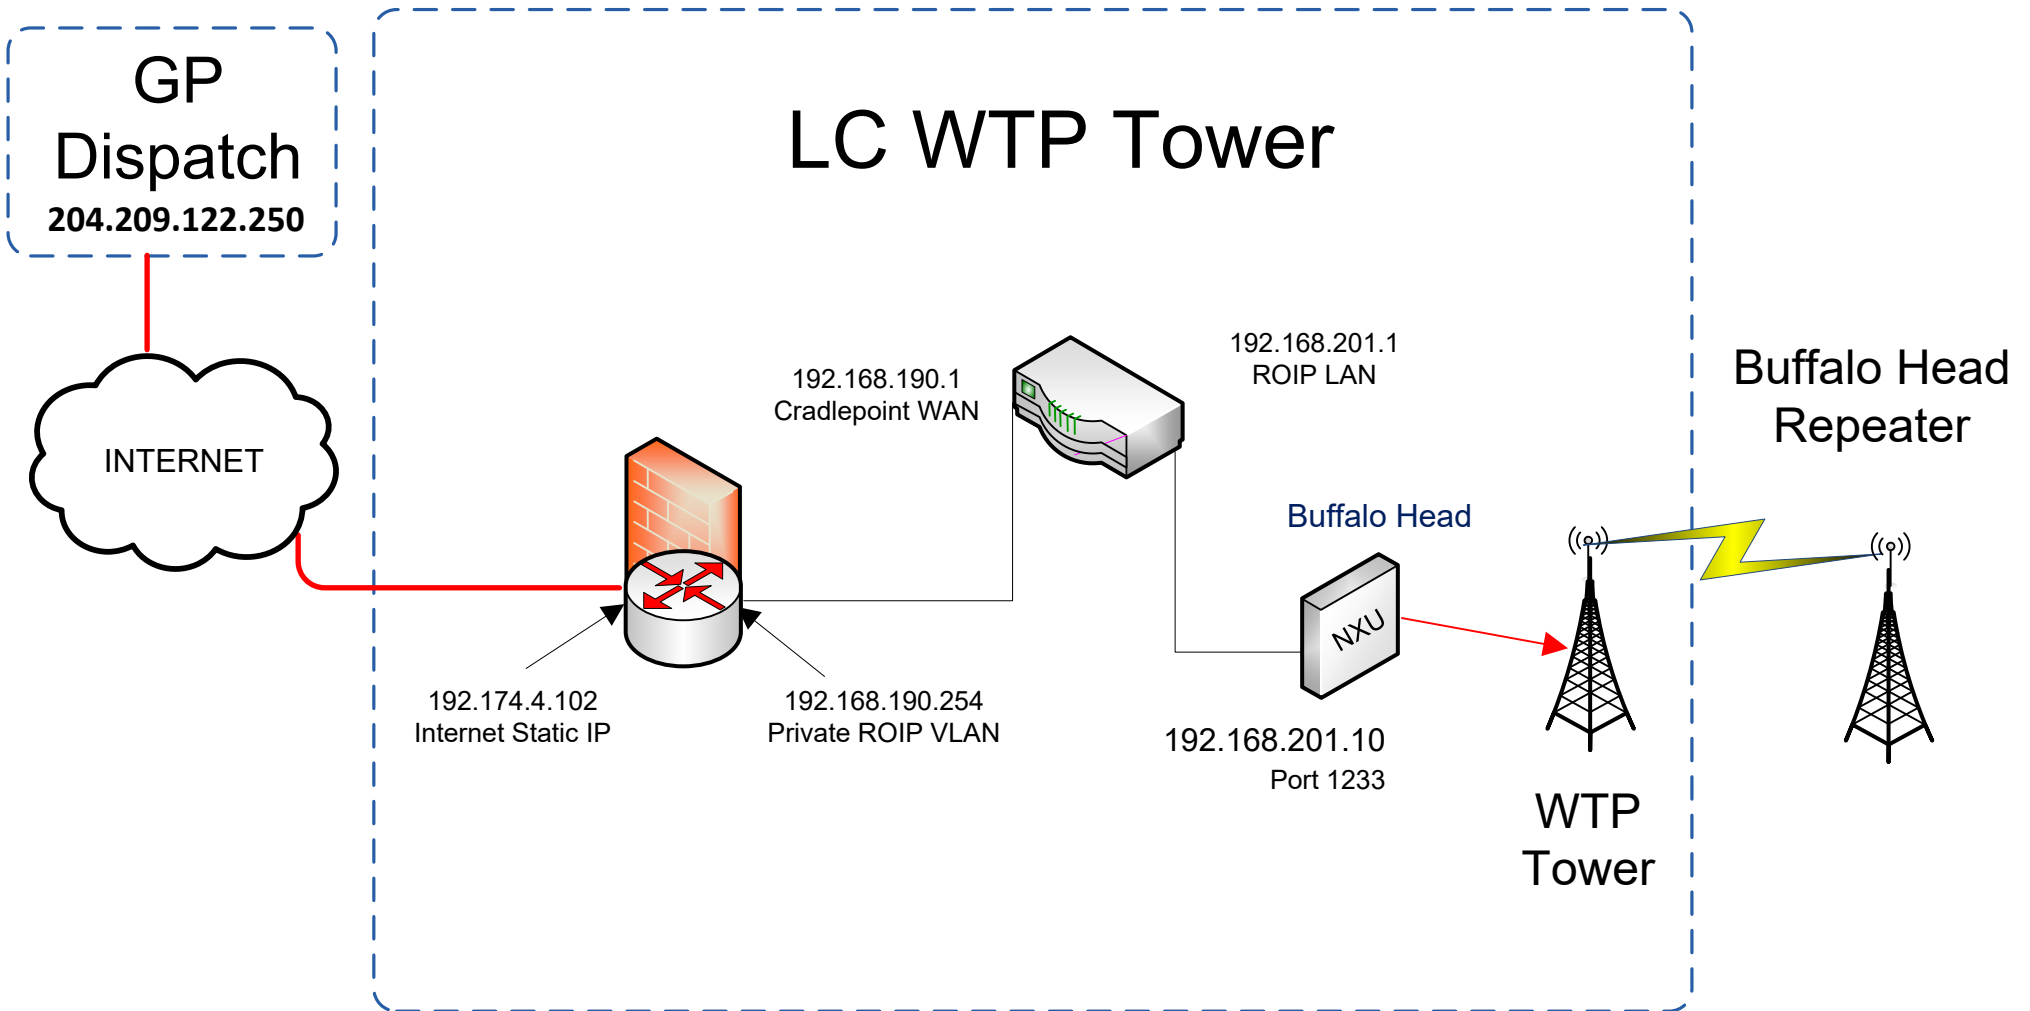 GP
Dispatch
204.209.122.250
LC WTP Tower
INTERNET
192.168.190.1
Cradlepoint WAN
192.168.201.1
ROIP LAN
Buffalo Head
Repeater
Buffalo Head
NXU
192.174.4.102
Internet Static IP
192.168.190.254
Private ROIP VLAN
192.168.201.10
Port 1233
WTP
Tower